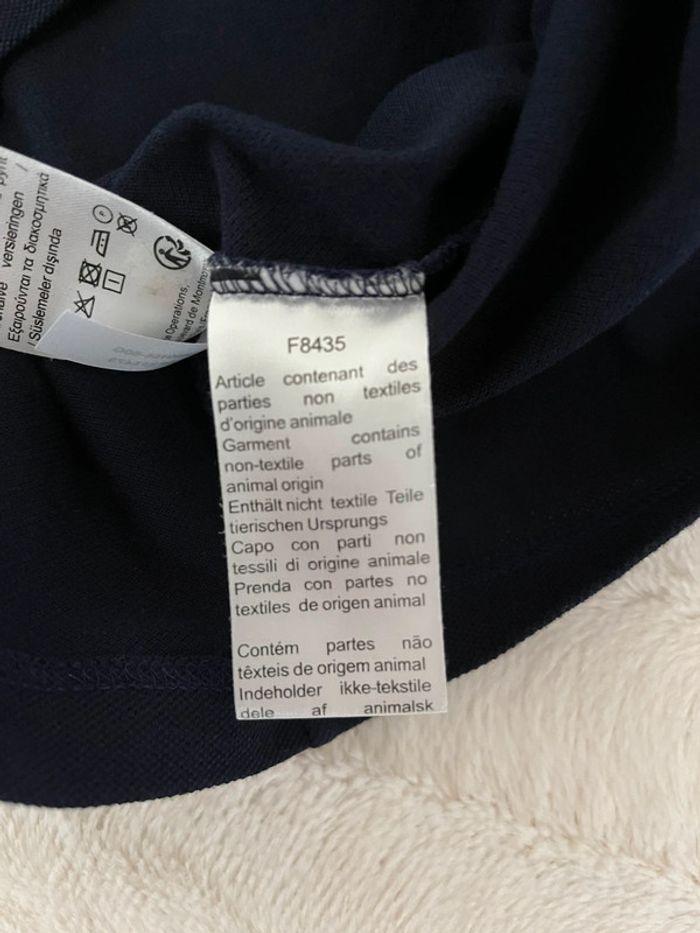 F8435
Article contenant des
parties non textiles
d'origine animale
Garment contains
non-textile parts of
animal origin
Enthält nicht textile Teile
tierischen Ursprungs
Capo con parti non
tessili di origine animale
Prenda con partes no
textiles de origen animal
Contém partes não
têxteis de origem animal
Indeholder ikke-tekstile
dele af animalsk
versieringen
Εξαιρούνται τα διακοσμητικά /
Süslemeler dışında
Operations,
de